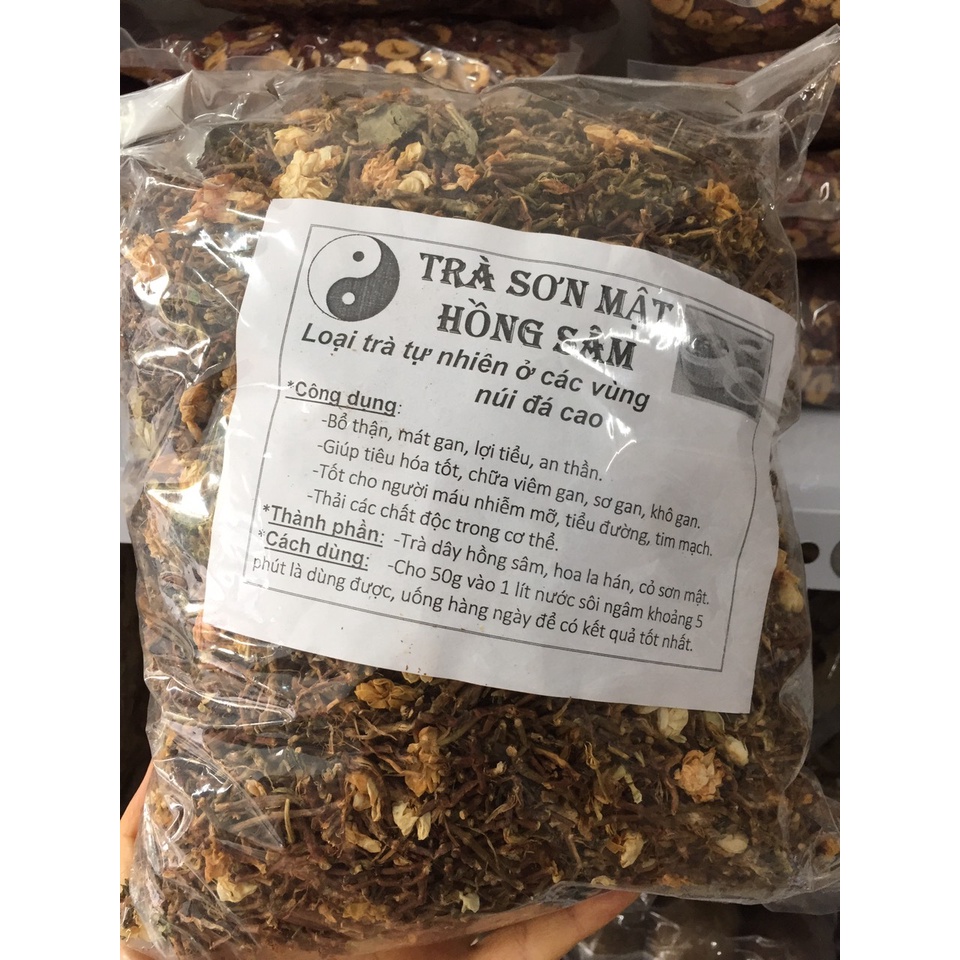 TRÀ SƠN MẬT
HỒNG SÂM
Loại trà tự nhiên ở các vùng
núi đá cao
*Công dụng:
-Bổ thận, mát gan, lợi tiểu, an thần.
-Giúp tiêu hóa tốt, chữa viêm gan, sơ gan, khô gan.
-Tốt cho người máu nhiễm mỡ, tiểu đường, tim mạch.
-Thải các chất độc trong cơ thể.
*Thành phần: -Trà dây hồng sâm, hoa la hán, cỏ sơn mật.
*Cách dùng: -Cho 50g vào 1 lít nước sôi ngâm khoảng 5
phút là dùng được, uống hàng ngày để có kết quả tốt nhất.